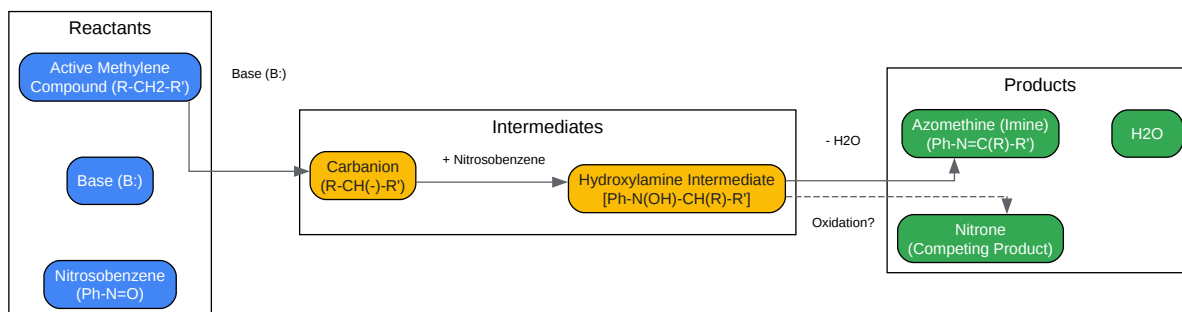 Reactants
Active Methylene
Compound (R-CH2-R')
Base (B:)
Nitrosobenzene
(Ph-N=O)
Base (B:)
Intermediates
Carbanion
(R-CH(-)-R')
+ Nitrosobenzene
Hydroxylamine Intermediate
[Ph-N(OH)-CH(R)-R']
- H2O
Oxidation?
Products
Azomethine (Imine)
(Ph-N=C(R)-R')
H2O
Nitrone
(Competing Product)